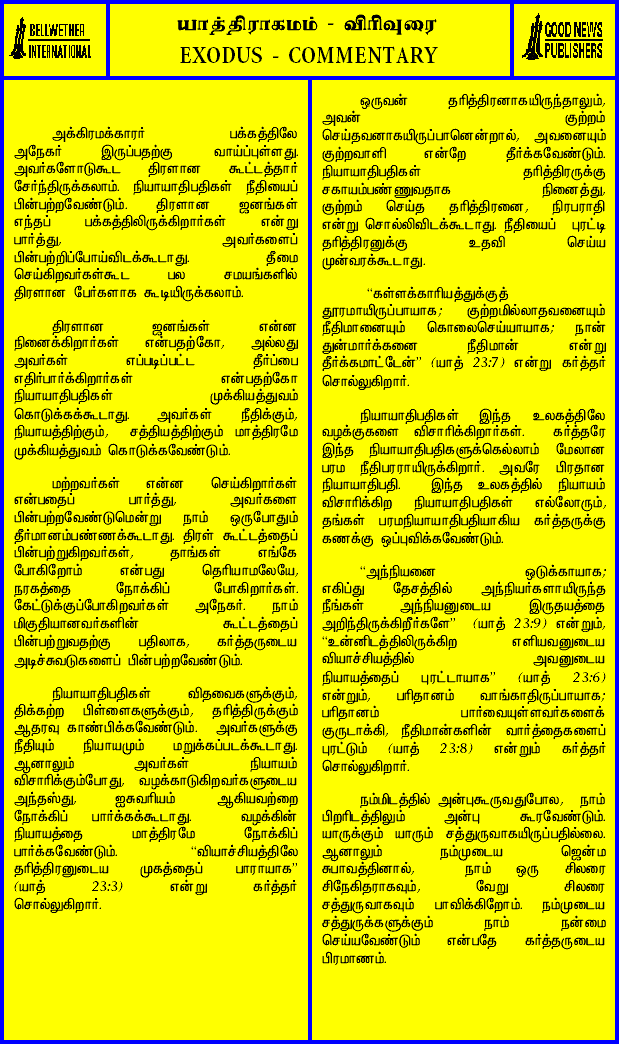 BELLWETHER
INTERNATIONAL
யாத்திராகமம் - விரிவுரை
EXODUS - COMMENTARY
GOOD NEWS
PUBLISHERS
அக்கிரமக்காரர் பக்கத்திலே
அநேகர் இருப்பதற்கு வாய்ப்புள்ளது.
அவர்களோடுகூட திரளான கூட்டத்தார்
சேர்ந்திருக்கலாம். நியாயாதிபதிகள் நீதியைப்
பின்பற்றவேண்டும். திரளான ஜனங்கள்
எந்தப் பக்கத்திலிருக்கிறார்கள் என்று
பார்த்து, அவர்களைப்
பின்பற்றிப்போய்விடக்கூடாது. தீமை
செய்கிறவர்கள்கூட பல சமயங்களில்
திரளான பேர்களாக கூடியிருக்கலாம்.
திரளான ஜனங்கள் என்ன
நினைக்கிறார்கள் என்பதற்கோ, அல்லது
அவர்கள் எப்படிப்பட்ட தீர்ப்பை
எதிர்பார்க்கிறார்கள் என்பதற்கோ
நியாயாதிபதிகள் முக்கியத்துவம்
கொடுக்கக்கூடாது. அவர்கள் நீதிக்கும்,
நியாயத்திற்கும், சத்தியத்திற்கும் மாத்திரமே
முக்கியத்துவம் கொடுக்கவேண்டும்.
மற்றவர்கள் என்ன செய்கிறார்கள்
என்பதைப் பார்த்து, அவர்களை
பின்பற்றவேண்டுமென்று நாம் ஒருபோதும்
தீர்மானம்பண்ணக்கூடாது. திரள் கூட்டத்தைப்
பின்பற்றுகிறவர்கள், தாங்கள் எங்கே
போகிறோம் என்பது தெரியாமலேயே,
நரகத்தை நோக்கிப் போகிறார்கள்.
கேட்டுக்குப்போகிறவர்கள் அநேகர். நாம்
மிகுதியானவர்களின் கூட்டத்தைப்
பின்பற்றுவதற்கு பதிலாக, கர்த்தருடைய
அடிச்சுவடுகளைப் பின்பற்றவேண்டும்.
நியாயாதிபதிகள் விதவைகளுக்கும்,
திக்கற்ற பிள்ளைகளுக்கும், தரித்திருக்கும்
ஆதரவு காண்பிக்கவேண்டும். அவர்களுக்கு
நீதியும் நியாயமும் மறுக்கப்படக்கூடாது.
ஆனாலும் அவர்கள் நியாயம்
விசாரிக்கும்போது, வழக்காடுகிறவர்களுடைய
அந்தஸ்து, ஐசுவரியம் ஆகியவற்றை
நோக்கிப் பார்க்கக்கூடாது. வழக்கின்
நியாயத்தை மாத்திரமே நோக்கிப்
பார்க்கவேண்டும். “வியாச்சியத்திலே
தரித்திரனுடைய முகத்தைப் பாராயாக”
(யாத் 23:3) என்று கர்த்தர்
சொல்லுகிறார்.
ஒருவன் தரித்திரனாகயிருந்தாலும்,
அவன் குற்றம்
செய்தவனாகயிருப்பானென்றால், அவனையும்
குற்றவாளி என்றே தீர்க்கவேண்டும்.
நியாயாதிபதிகள் தரித்திரருக்கு
சகாயம்பண்ணுவதாக நினைத்து,
குற்றம் செய்த தரித்திரனை, நிரபராதி
என்று சொல்லிவிடக்கூடாது. நீதியைப் புரட்டி
தரித்திரனுக்கு உதவி செய்ய
முன்வரக்கூடாது.
“கள்ளக்காரியத்துக்குத்
தூரமாயிருப்பாயாக; குற்றமில்லாதவனையும்
நீதிமானையும் கொலைசெய்யாயாக; நான்
துன்மார்க்கனை நீதிமான் என்று
தீர்க்கமாட்டேன்” (யாத் 23:7) என்று கர்த்தர்
சொல்லுகிறார்.
நியாயாதிபதிகள் இந்த உலகத்திலே
வழக்குகளை விசாரிக்கிறார்கள். கர்த்தரே
இந்த நியாயாதிபதிகளுக்கெல்லாம் மேலான
பரம நீதிபரராயிருக்கிறார். அவரே பிரதான
நியாயாதிபதி. இந்த உலகத்தில் நியாயம்
விசாரிக்கிற நியாயாதிபதிகள் எல்லோரும்,
தங்கள் பரமநியாயாதிபதியாகிய கர்த்தருக்கு
கணக்கு ஒப்புவிக்கவேண்டும்.
“அந்நியனை ஒடுக்காயாக;
எகிப்து தேசத்தில் அந்நியர்களாயிருந்த
நீங்கள் அந்நியனுடைய இருதயத்தை
அறிந்திருக்கிறீர்களே” (யாத் 23:9) என்றும்,
“உன்னிடத்திலிருக்கிற எளியவனுடைய
வியாச்சியத்தில் அவனுடைய
நியாயத்தைப் புரட்டாயாக” (யாத் 23:6)
என்றும், பரிதானம் வாங்காதிருப்பாயாக;
பரிதானம் பார்வையுள்ளவர்களைக்
குருடாக்கி, நீதிமான்களின் வார்த்தைகளைப்
புரட்டும் (யாத் 23:8) என்றும் கர்த்தர்
சொல்லுகிறார்.
நம்மிடத்தில் அன்புகூருவதுபோல, நாம்
பிறரிடத்திலும் அன்பு கூரவேண்டும்.
யாருக்கும் யாரும் சத்துருவாகயிருப்பதில்லை.
ஆனாலும் நம்முடைய ஜென்ம
சுபாவத்தினால், நாம் ஒரு சிலரை
சிநேகிதராகவும், வேறு சிலரை
சத்துருவாகவும் பாவிக்கிறோம். நம்முடைய
சத்துருக்களுக்கும் நாம் நன்மை
செய்யவேண்டும் என்பதே கர்த்தருடைய
பிரமாணம்.